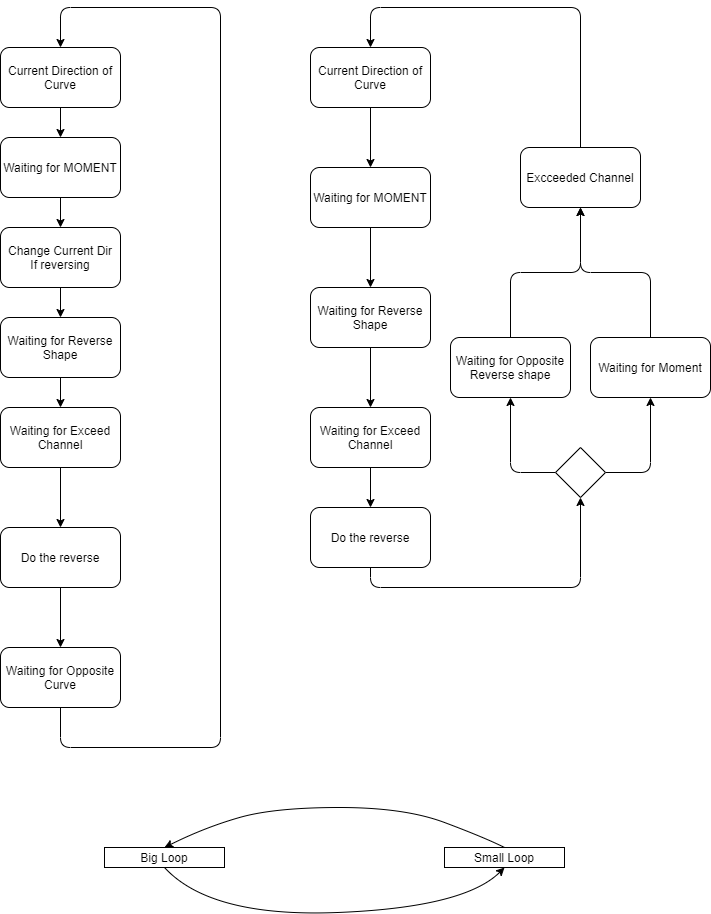 Current Direction of
Curve
Waiting for MOMENT
Change Current Dir
If reversing
Waiting for Reverse
Shape
Waiting for Exceed
Channel
Do the reverse
Waiting for Opposite
Curve
Current Direction of
Curve
Waiting for MOMENT
Waiting for Reverse
Shape
Waiting for Exceed
Channel
Do the reverse
Excceeded Channel
Waiting for Opposite
Reverse shape
Waiting for Moment
Big Loop
Small Loop